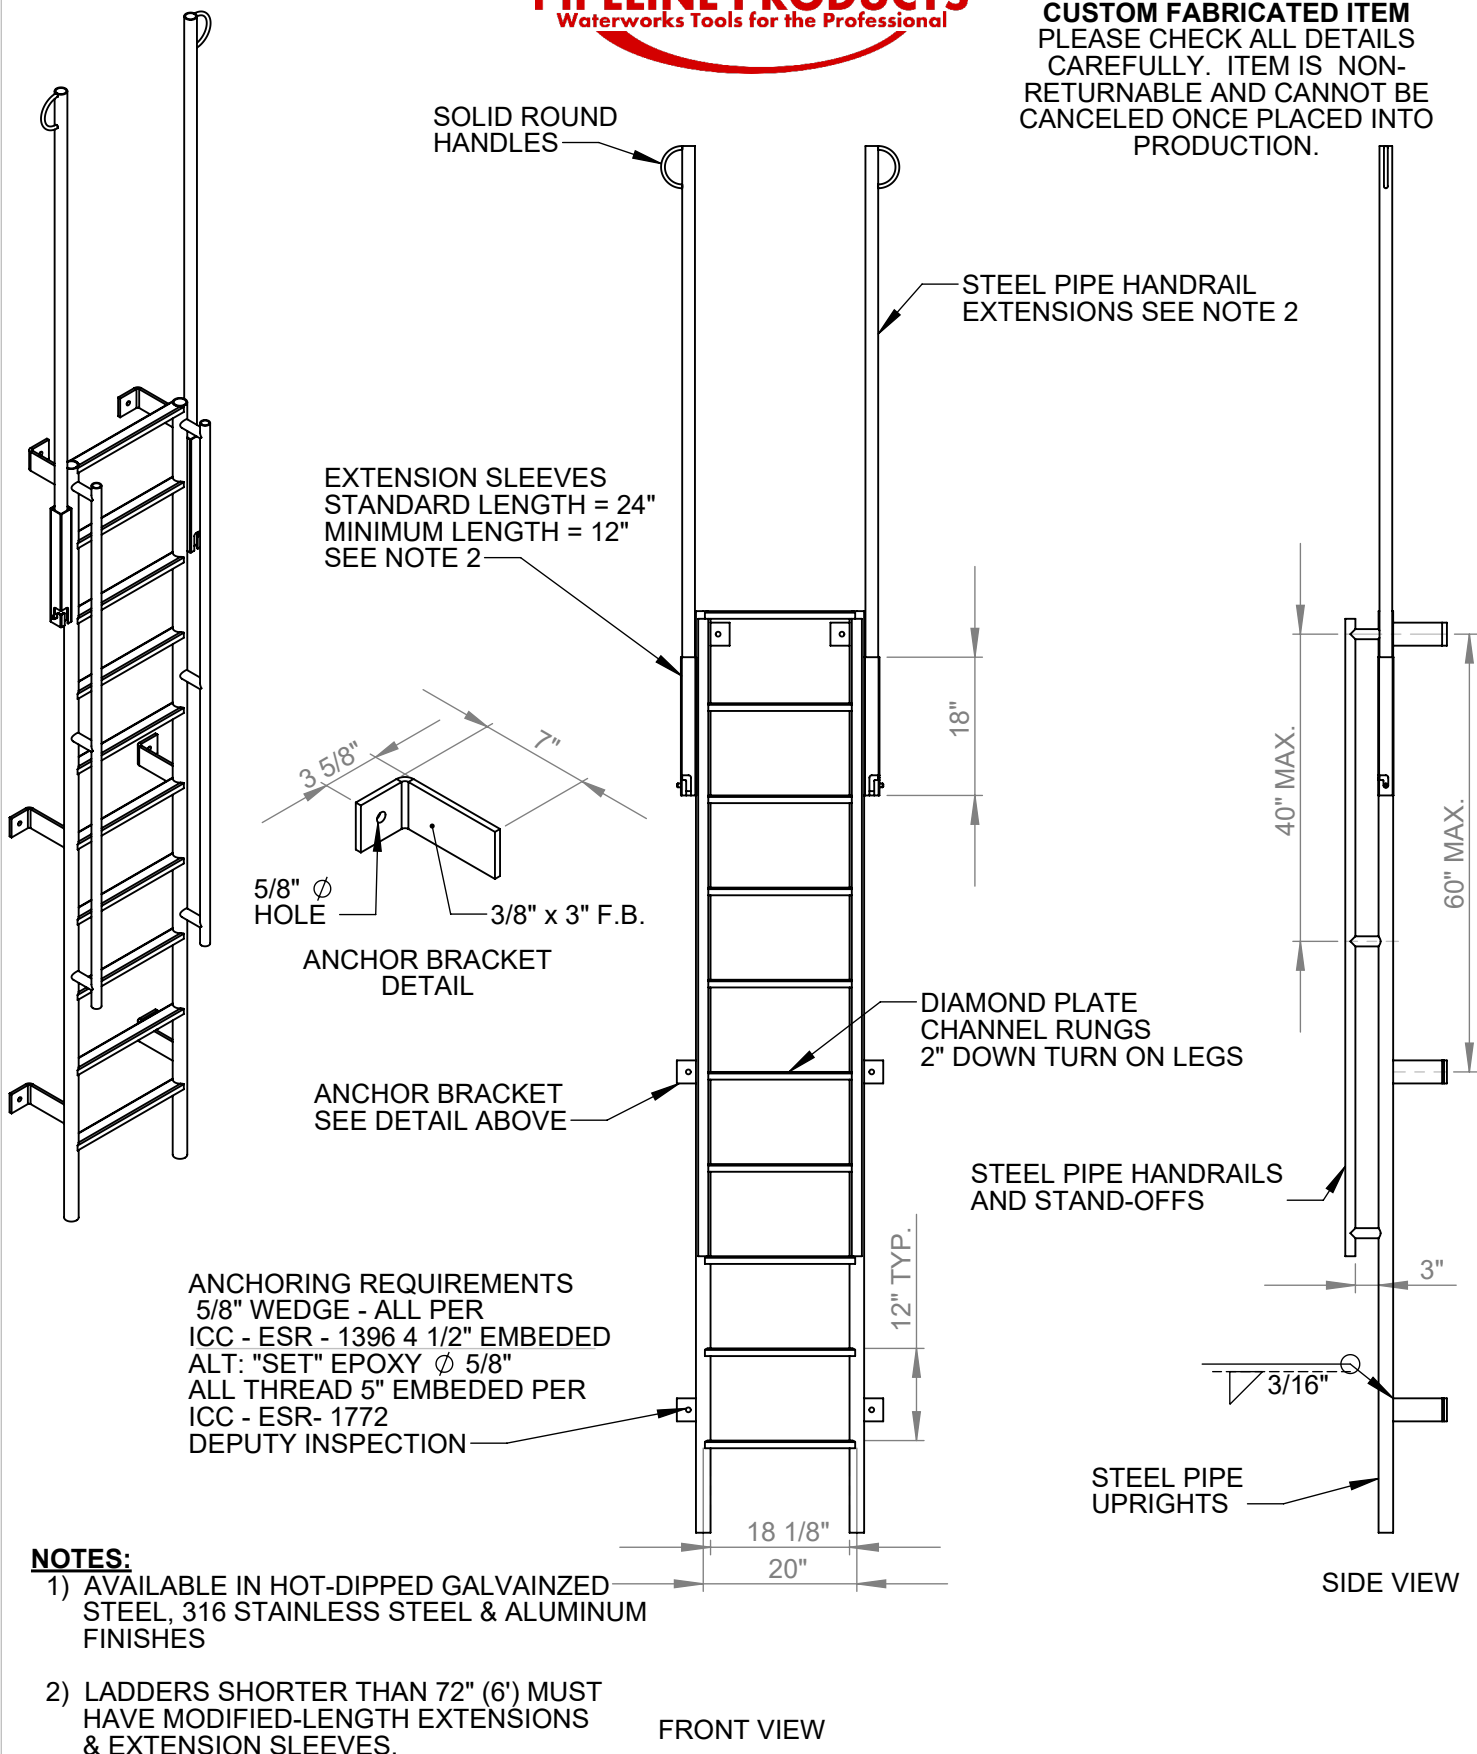 PIPELINE PRODUCTS
Waterworks Tools for the Professional
CUSTOM FABRICATED ITEM
PLEASE CHECK ALL DETAILS
CAREFULLY. ITEM IS NON-
RETURNABLE AND CANNOT BE
CANCELED ONCE PLACED INTO
PRODUCTION.
SOLID ROUND
HANDLES
STEEL PIPE HANDRAIL
EXTENSIONS SEE NOTE 2
EXTENSION SLEEVES
STANDARD LENGTH = 24"
MINIMUM LENGTH = 12"
SEE NOTE 2
18"
40" MAX.
60" MAX.
3 5/8"
7"
5/8" Ø
HOLE
3/8" x 3" F.B.
ANCHOR BRACKET
DETAIL
DIAMOND PLATE
CHANNEL RUNGS
2" DOWN TURN ON LEGS
ANCHOR BRACKET
SEE DETAIL ABOVE
STEEL PIPE HANDRAILS
AND STAND-OFFS
12" TYP.
3"
ANCHORING REQUIREMENTS
5/8" WEDGE - ALL PER
ICC - ESR - 1396 4 1/2" EMBEDED
ALT: "SET" EPOXY Ø 5/8"
ALL THREAD 5" EMBEDED PER
ICC - ESR- 1772
DEPUTY INSPECTION
3/16"
STEEL PIPE
UPRIGHTS
18 1/8"
20"
SIDE VIEW
NOTES:
1) AVAILABLE IN HOT-DIPPED GALVAINZED
STEEL, 316 STAINLESS STEEL & ALUMINUM
FINISHES
2) LADDERS SHORTER THAN 72" (6') MUST
HAVE MODIFIED-LENGTH EXTENSIONS
& EXTENSION SLEEVES.
FRONT VIEW